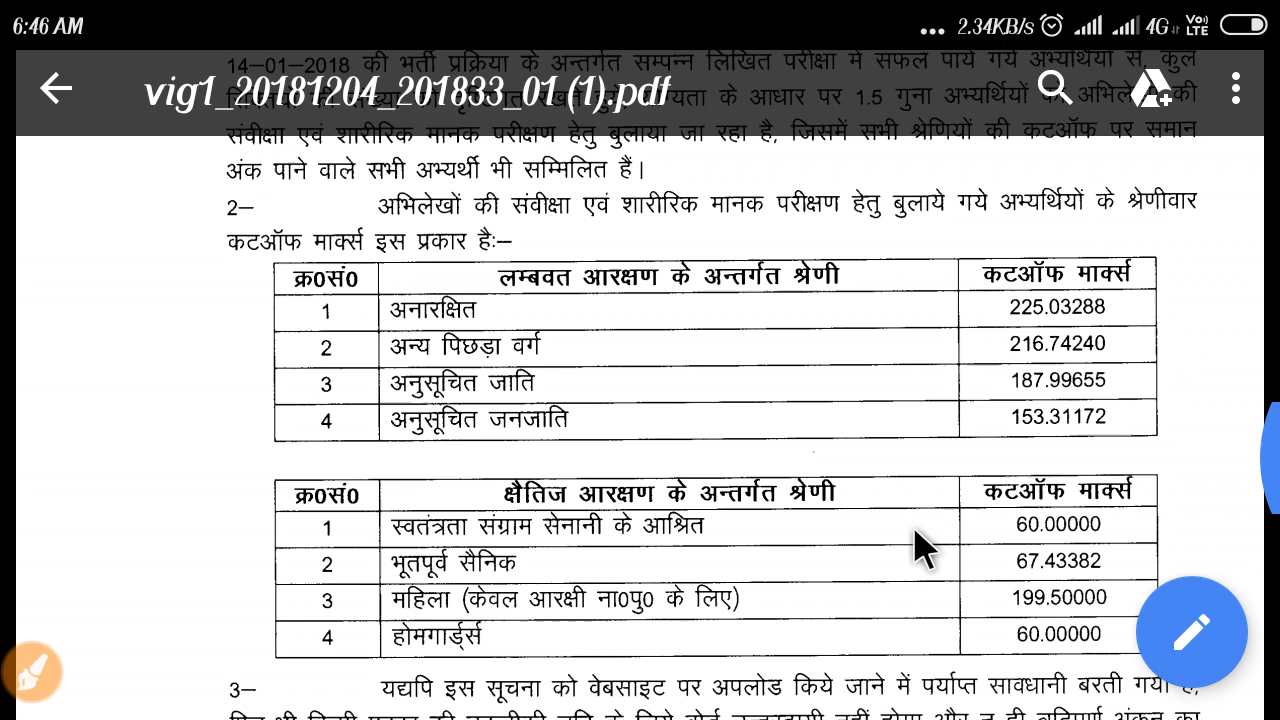 6:46 AM
... 2.34KB/s 4G Vo) LTE
14–01–2018 की भर्ती प्रक्रिया के अन्तर्गत सम्पन्न लिखित परीक्षा में सफल पाये गये अभ्यर्थियों से, कुल
vig1_20181204_201833_01 (1).pdf
के आधार पर 1.5 गुना अभ्यर्थियों की
संवीक्षा एवं शारीरिक मानक परीक्षण हेतु बुलाया जा रहा है, जिसमें सभी श्रेणियों की कटऑफ पर समान
अंक पाने वाले सभी अभ्यर्थी भी सम्मिलित हैं।
2– अभिलेखों की संवीक्षा एवं शारीरिक मानक परीक्षण हेतु बुलाये गये अभ्यर्थियों के श्रेणीवार
कटऑफ मार्क्स इस प्रकार है:–
क्र0सं0 लम्बवत आरक्षण के अन्तर्गत श्रेणी कटऑफ मार्क्स
1 अनारक्षित 225.03288
2 अन्य पिछड़ा वर्ग 216.74240
3 अनुसूचित जाति 187.99655
4 अनुसूचित जनजाति 153.31172
क्र0सं0 क्षैतिज आरक्षण के अन्तर्गत श्रेणी कटऑफ मार्क्स
1 स्वतंत्रता संग्राम सेनानी के आश्रित 60.00000
2 भूतपूर्व सैनिक 67.43382
3 महिला (केवल आरक्षी ना0पु0 के लिए) 199.50000
4 होमगार्ड्स 60.00000
3– यद्यपि इस सूचना को वेबसाइट पर अपलोड किये जाने में पर्याप्त सावधानी बरती गयी है,